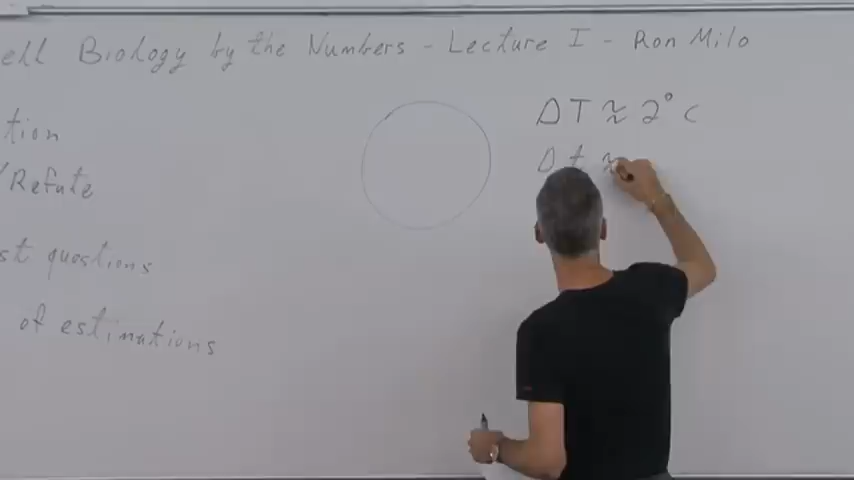 ell Biology by the Numbers - Lecture I - Ron Milo
tion
/Refute
st questions
of estimations
ΔT ≈ 2°C
Δt ≈